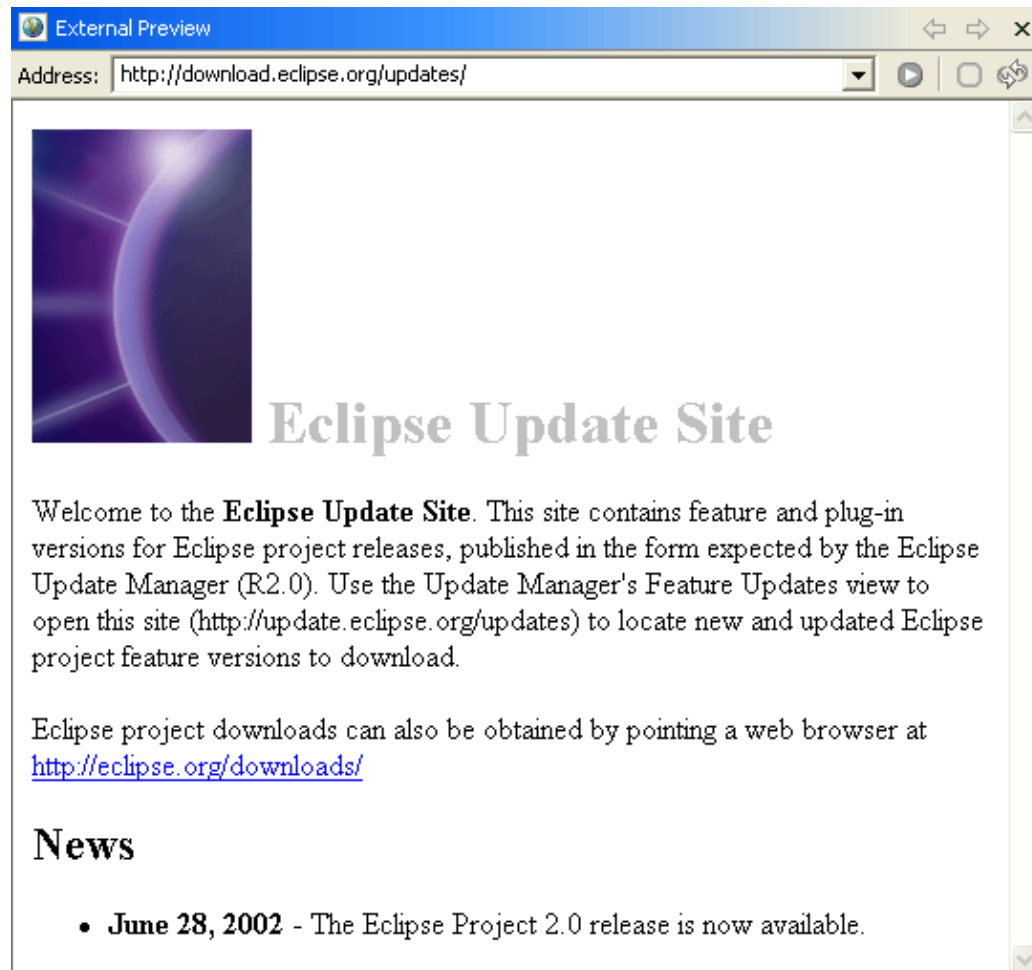 External Preview
Address: http://download.eclipse.org/updates/
Eclipse Update Site
Welcome to the Eclipse Update Site. This site contains feature and plug-in
versions for Eclipse project releases, published in the form expected by the Eclipse
Update Manager (R2.0). Use the Update Manager's Feature Updates view to
open this site (http://update.eclipse.org/updates) to locate new and updated Eclipse
project feature versions to download.
Eclipse project downloads can also be obtained by pointing a web browser at
http://eclipse.org/downloads/
News
• June 28, 2002 - The Eclipse Project 2.0 release is now available.